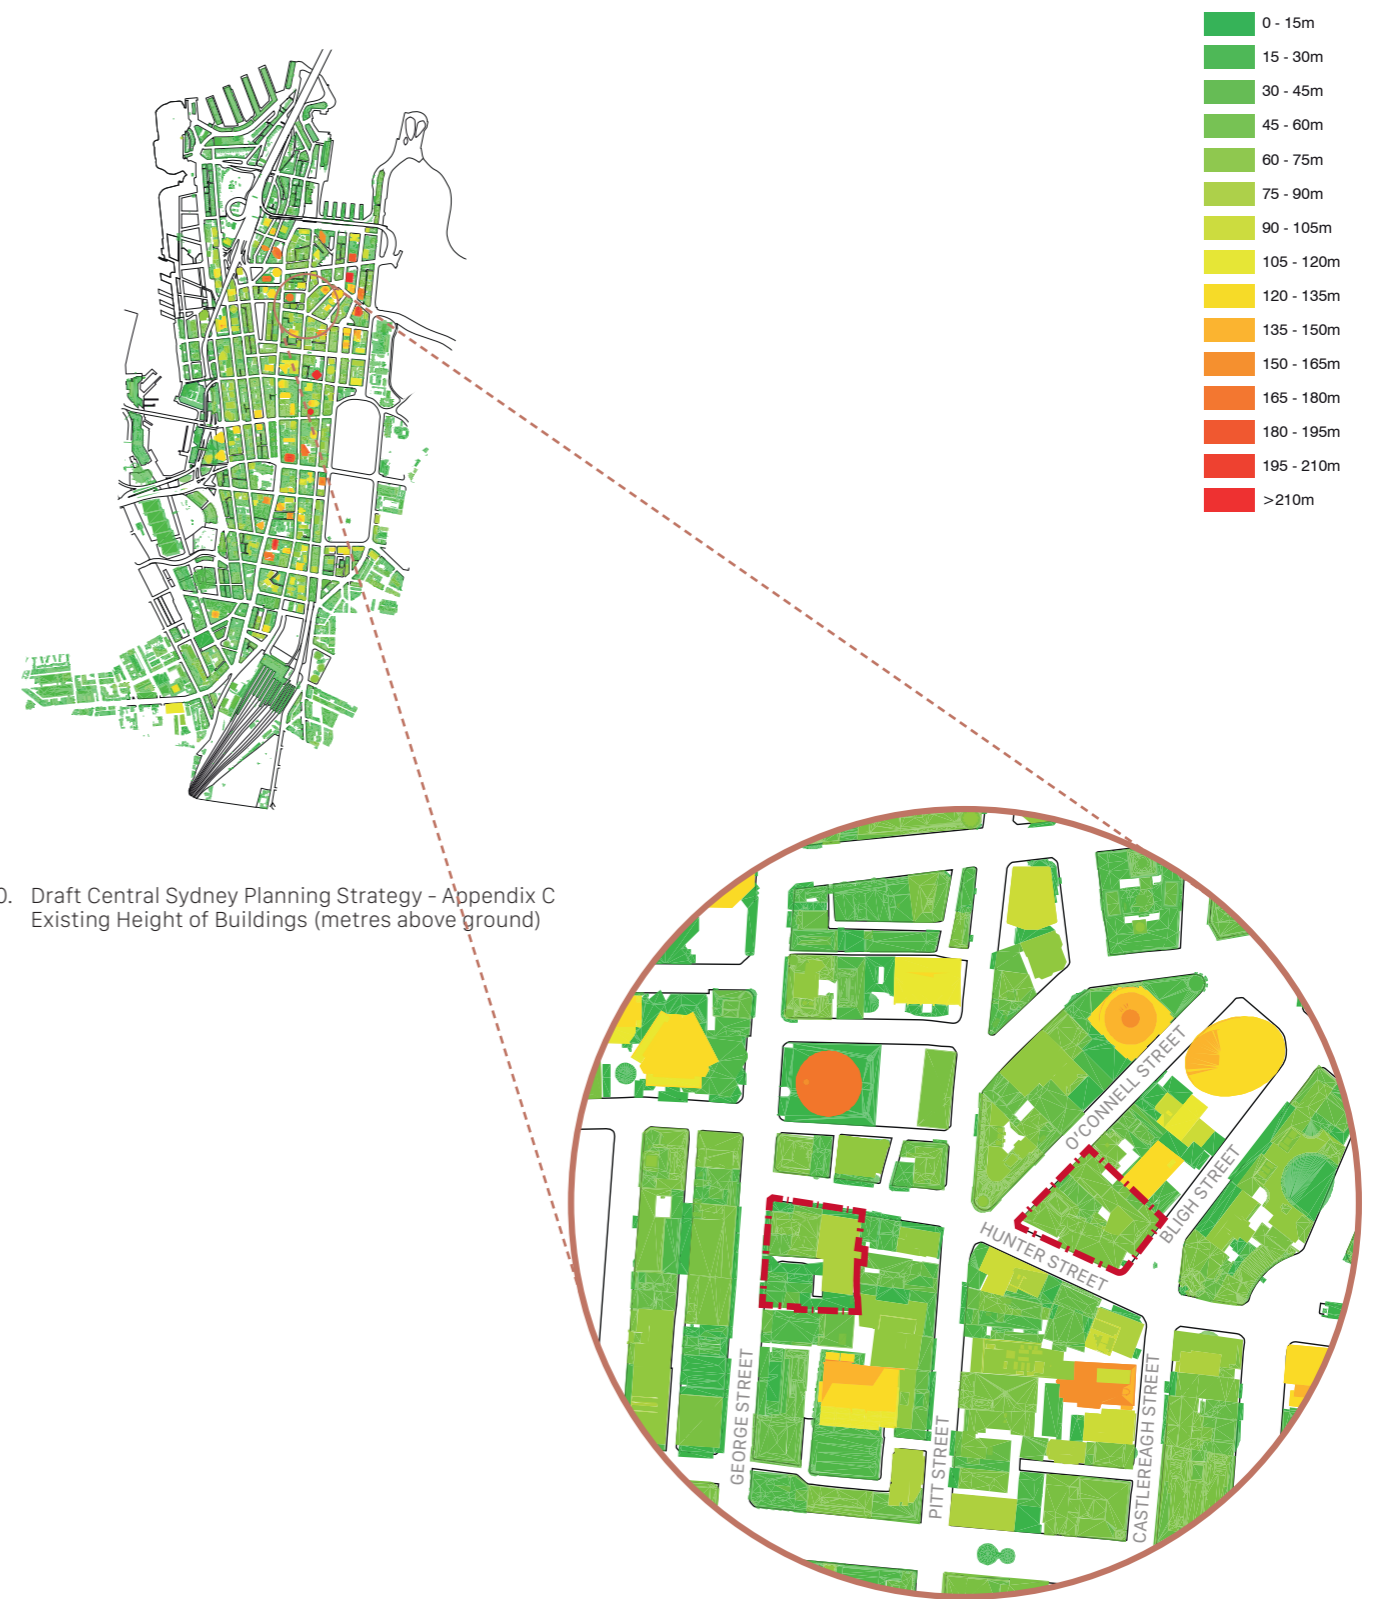 0 - 15m
15 - 30m
30 - 45m
45 - 60m
60 - 75m
75 - 90m
90 - 105m
105 - 120m
120 - 135m
135 - 150m
150 - 165m
165 - 180m
180 - 195m
195 - 210m
>210m
0. Draft Central Sydney Planning Strategy - Appendix C
Existing Height of Buildings (metres above ground)
O'CONNELL STREET
BLIGH STREET
HUNTER STREET
GEORGE STREET
PITT STREET
CASTLEREAGH STREET